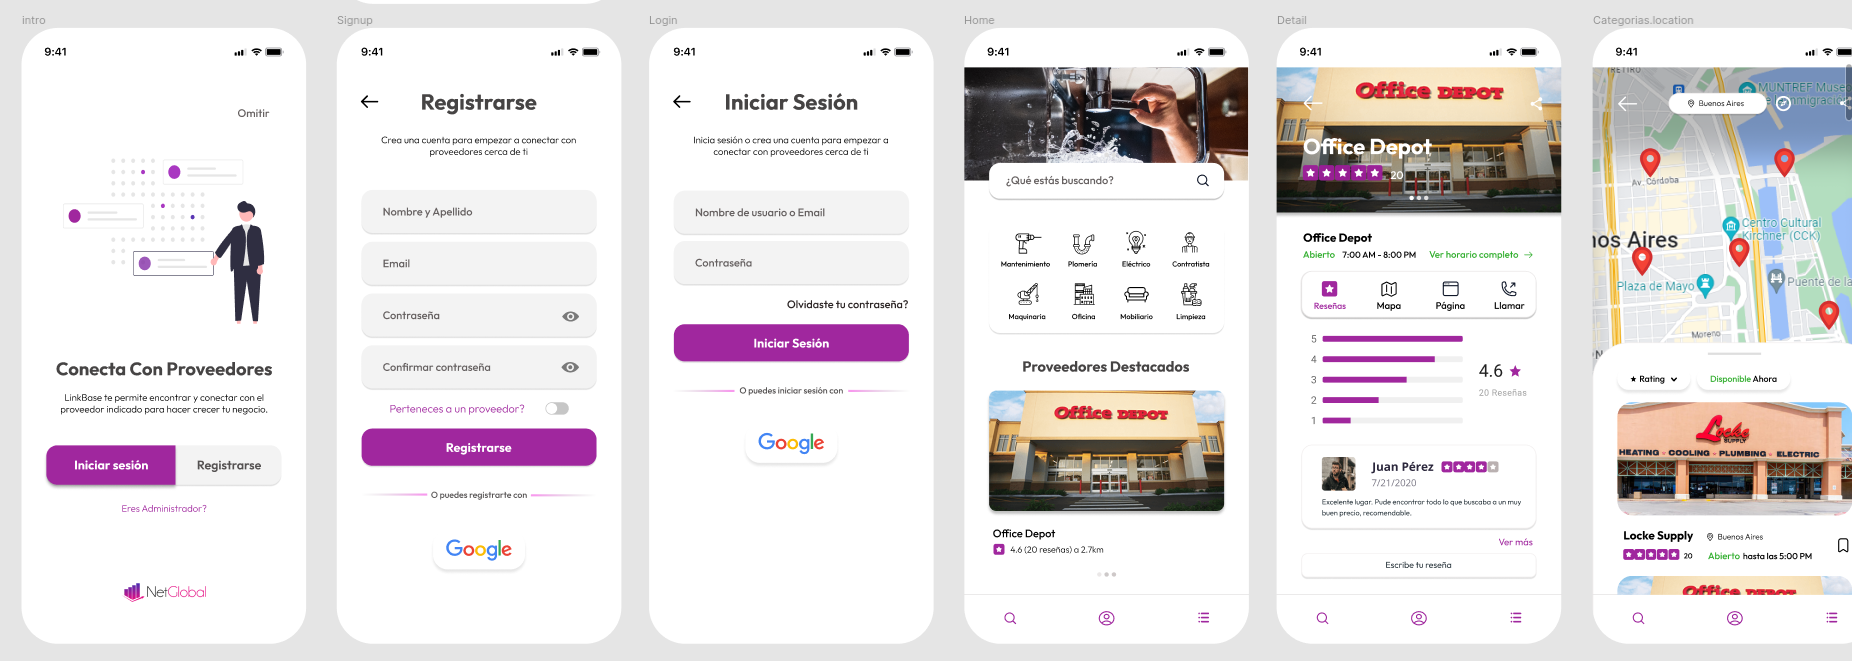 intro
9:41
Omitir
Conecta Con Proveedores
LinkBase te permite encontrar y conectar con el
proveedor indicado para hacer crecer tu negocio.
Iniciar sesión
Registrarse
Eres Administrador?
NetGlobal
Signup
9:41
Registrarse
Crea una cuenta para empezar a conectar con
proveedores cerca de ti
Nombre y Apellido
Email
Contraseña
Confirmar contraseña
Perteneces a un proveedor?
Registrarse
O puedes registrarte con
Google
Login
9:41
Iniciar Sesión
Inicia sesión o crea una cuenta para empezar a
conectar con proveedores cerca de ti
Nombre de usuario o Email
Contraseña
Olvidaste tu contraseña?
Iniciar Sesión
O puedes iniciar sesión con
Google
Home
9:41
¿Qué estás buscando?
Mantenimiento
Plomería
Eléctrico
Contratista
Maquinaria
Oficina
Mobiliario
Limpieza
Proveedores Destacados
Office DEPOT
Office Depot
4.6 (20 reseñas) a 2.7km
Detail
9:41
Office DEPOT
Office Depot
20
Office Depot
Abierto 7:00 AM - 8:00 PM Ver horario completo
Reseñas
Mapa
Página
Llamar
5
4
3
2
1
4.6
20 Reseñas
Juan Pérez
7/21/2020
Excelente lugar. Pude encontrar todo lo que buscaba a un muy
buen precio, recomendable.
Ver más
Escribe tu reseña
Categorias.location
9:41
RETIRO
MUNTREF Muse
Buenos Aires
Av. Córdoba
Centro Cultural
Kirchner (CCK)
nos Aires
Plaza de Mayo
Puente de la
Moreno
Rating
Disponible Ahora
Locke
SUPPLY
HEATING COOLING PLUMBING ELECTRIC
Locke Supply
Buenos Aires
20
Abierto hasta las 5:00 PM
Office DEPOT